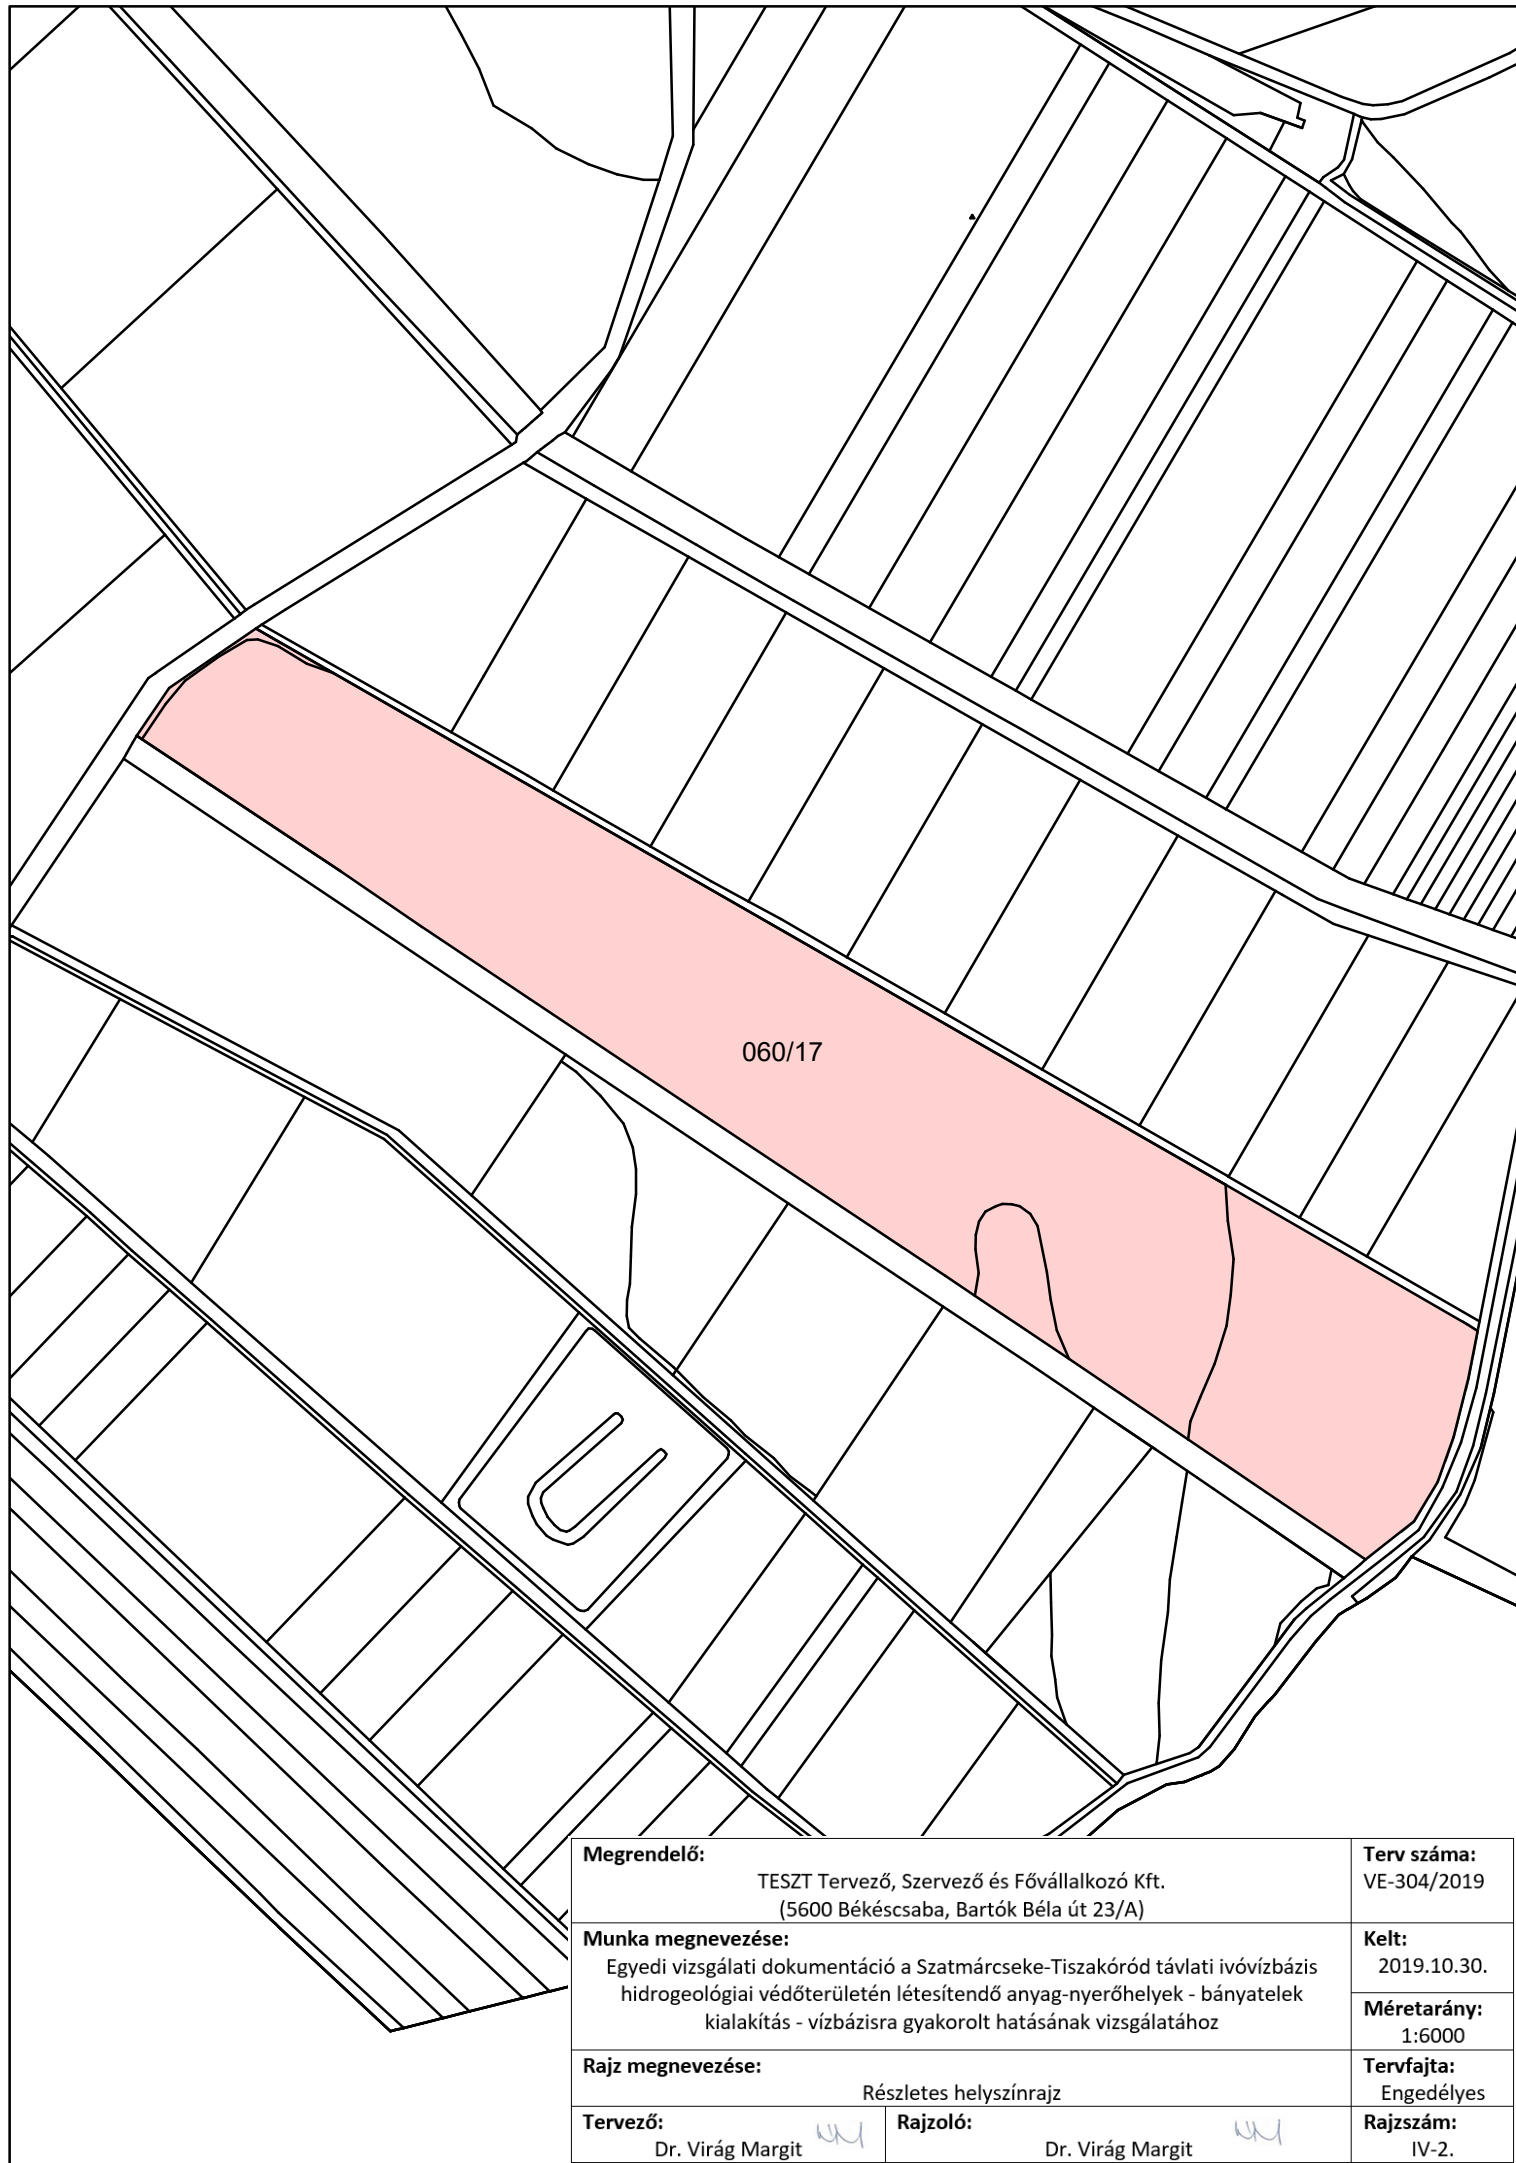 060/17
Megrendelő:
TESZT Tervező, Szervező és Fővállalkozó Kft.
(5600 Békéscsaba, Bartók Béla út 23/A)
Terv száma:
VE-304/2019
Munka megnevezése:
Egyedi vizsgálati dokumentáció a Szatmárcseke-Tiszakóród távlati ivóvízbázis
hidrogeológiai védőterületén létesítendő anyag-nyerőhelyek - bányatelek
kialakítás - vízbázisra gyakorolt hatásának vizsgálatához
Kelt:
2019.10.30.
Méretarány:
1:6000
Rajz megnevezése:
Részletes helyszínrajz
Tervfajta:
Engedélyes
Tervező:
Dr. Virág Margit
Rajzoló:
Dr. Virág Margit
Rajzszám:
IV-2.